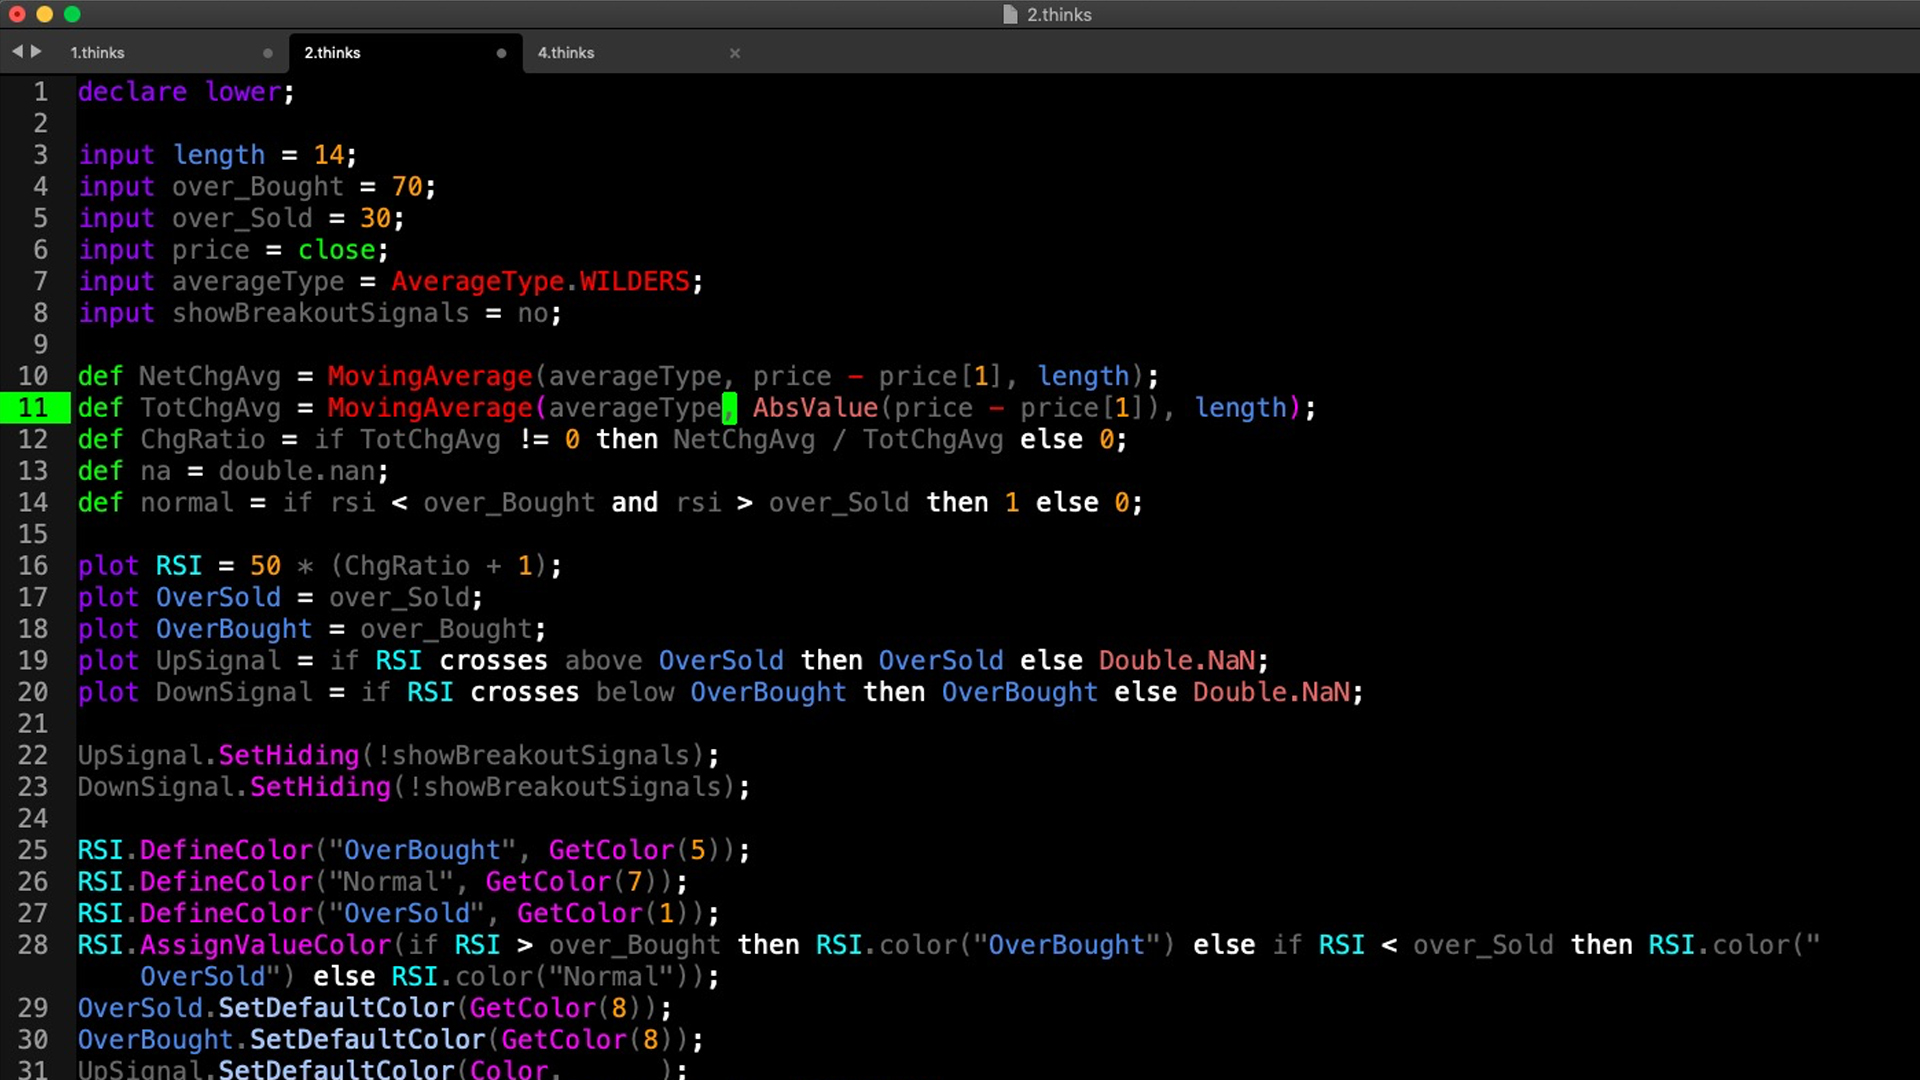 2.thinks
1.thinks 2.thinks 4.thinks
1 declare lower;
2
3 input length = 14;
4 input over_Bought = 70;
5 input over_Sold = 30;
6 input price = close;
7 input averageType = AverageType.WILDERS;
8 input showBreakoutSignals = no;
9
10 def NetChgAvg = MovingAverage(averageType, price - price[1], length);
11 def TotChgAvg = MovingAverage(averageType, AbsValue(price - price[1]), length);
12 def ChgRatio = if TotChgAvg != 0 then NetChgAvg / TotChgAvg else 0;
13 def na = double.nan;
14 def normal = if rsi < over_Bought and rsi > over_Sold then 1 else 0;
15
16 plot RSI = 50 * (ChgRatio + 1);
17 plot OverSold = over_Sold;
18 plot OverBought = over_Bought;
19 plot UpSignal = if RSI crosses above OverSold then OverSold else Double.NaN;
20 plot DownSignal = if RSI crosses below OverBought then OverBought else Double.NaN;
21
22 UpSignal.SetHiding(!showBreakoutSignals);
23 DownSignal.SetHiding(!showBreakoutSignals);
24
25 RSI.DefineColor("OverBought", GetColor(5));
26 RSI.DefineColor("Normal", GetColor(7));
27 RSI.DefineColor("OverSold", GetColor(1));
28 RSI.AssignValueColor(if RSI > over_Bought then RSI.color("OverBought") else if RSI < over_Sold then RSI.color("
OverSold") else RSI.color("Normal"));
29 OverSold.SetDefaultColor(GetColor(8));
30 OverBought.SetDefaultColor(GetColor(8));
31 UpSignal.SetDefaultColor(Color. );